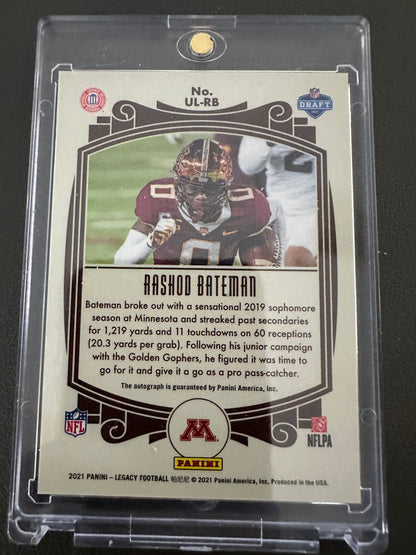 No.
UL-RB
DRAFT
0
RASHOD BATEMAN
Bateman broke out with a sensational 2019 sophomore
season at Minnesota and streaked past secondaries
for 1,219 yards and 11 touchdowns on 60 receptions
(20.3 yards per grab). Following his junior campaign
with the Golden Gophers, he figured it was time to
go for it and give it a go as a pro pass-catcher.
The autograph is guaranteed by Panini America, Inc.
NFL
M
NFLPA
PANINI
2021 PANINI – LEGACY FOOTBALL 帕尼尼 © 2021 Panini America, Inc. Produced in the USA.